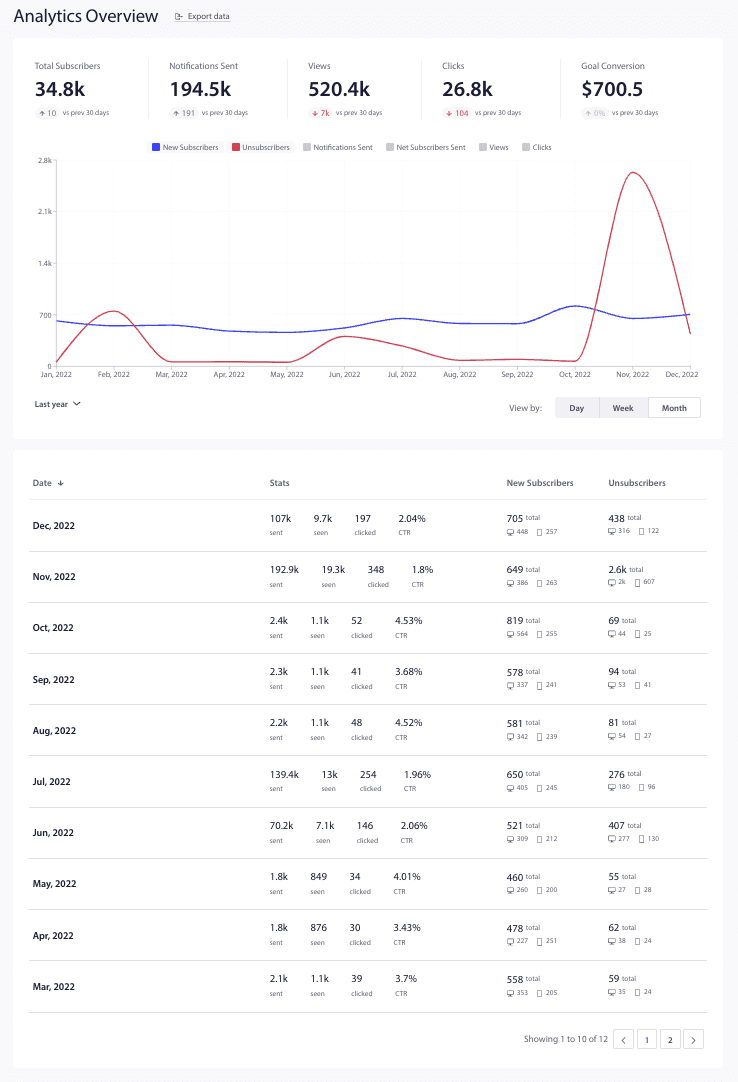 Analytics Overview Export data
Total Subscribers Notifications Sent Views Clicks Goal Conversion
34.8k 194.5k 520.4k 26.8k $700.5
10 vs prev 30 days 191 vs prev 30 days 7k vs prev 30 days 104 vs prev 30 days 0% vs prev 30 days
New Subscribers Unsubscribers Notifications Sent Net Subscribers Sent Views Clicks
2.8k
2.1k
1.4k
700
0
Jan, 2022 Feb, 2022 Mar, 2022 Apr, 2022 May, 2022 Jun, 2022 Jul, 2022 Aug, 2022 Sep, 2022 Oct, 2022 Nov, 2022 Dec, 2022
Last year View by: Day Week Month
Date Stats New Subscribers Unsubscribers
Dec, 2022 107k 9.7k 197 2.04% 705 total 438 total
sent seen clicked CTR 448 257 316 122
Nov, 2022 192.9k 19.3k 348 1.8% 649 total 2.6k total
sent seen clicked CTR 386 263 2k 607
Oct, 2022 2.4k 1.1k 52 4.53% 819 total 69 total
sent seen clicked CTR 564 255 44 25
Sep, 2022 2.3k 1.1k 41 3.68% 578 total 94 total
sent seen clicked CTR 337 241 53 41
Aug, 2022 2.2k 1.1k 48 4.52% 581 total 81 total
sent seen clicked CTR 342 239 54 27
Jul, 2022 139.4k 13k 254 1.96% 650 total 276 total
sent seen clicked CTR 405 245 180 96
Jun, 2022 70.2k 7.1k 146 2.06% 521 total 407 total
sent seen clicked CTR 309 212 277 130
May, 2022 1.8k 849 34 4.01% 460 total 55 total
sent seen clicked CTR 260 200 27 28
Apr, 2022 1.8k 876 30 3.43% 478 total 62 total
sent seen clicked CTR 227 251 38 24
Mar, 2022 2.1k 1.1k 39 3.7% 558 total 59 total
sent seen clicked CTR 353 205 35 24
Showing 1 to 10 of 12 1 2